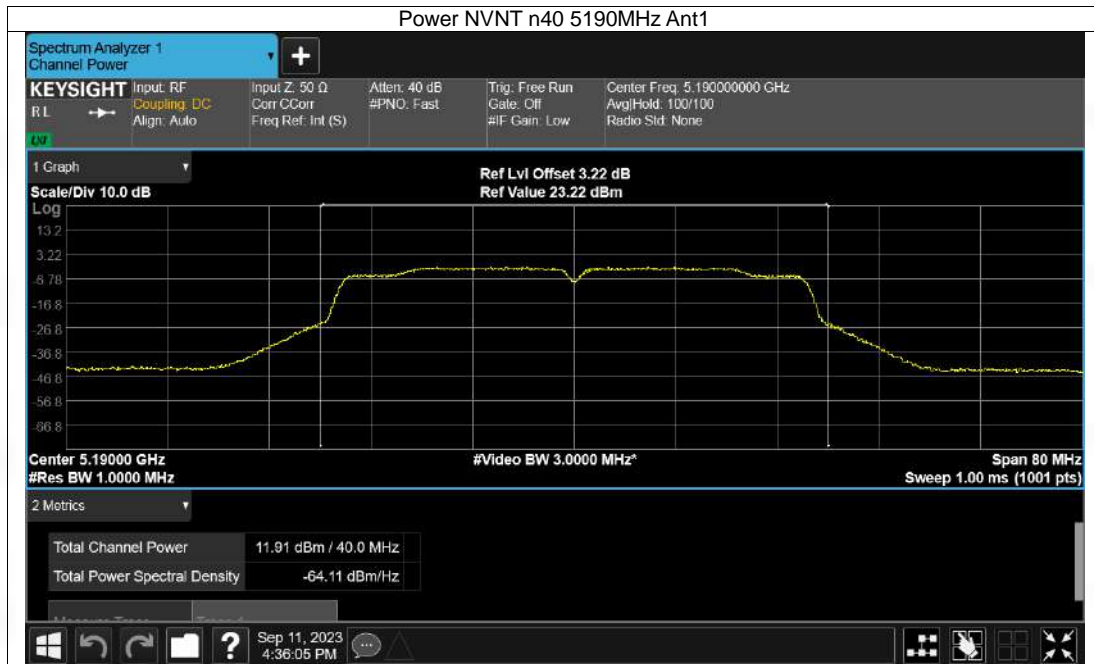 Power NVNT n40 5190MHz Ant1
Spectrum Analyzer 1
Channel Power
+
KEYSIGHT
R L
Input: RF
Coupling: DC
Align: Auto
Input Z: 50 Ω
Corr CCorr
Freq Ref: Int (S)
Atten: 40 dB
#PNO: Fast
Trig: Free Run
Gate: Off
#IF Gain: Low
Center Freq: 5.190000000 GHz
Avg|Hold: 100/100
Radio Std: None
LXI
1 Graph
Scale/Div 10.0 dB
Ref Lvl Offset 3.22 dB
Ref Value 23.22 dBm
Log
13.2
3.22
-6.78
-16.8
-26.8
-36.8
-46.8
-56.8
-66.8
Center 5.19000 GHz
#Video BW 3.0000 MHz*
Span 80 MHz
#Res BW 1.0000 MHz
Sweep 1.00 ms (1001 pts)
2 Metrics
Total Channel Power 11.91 dBm / 40.0 MHz
Total Power Spectral Density -64.11 dBm/Hz
?
Sep 11, 2023
4:36:05 PM